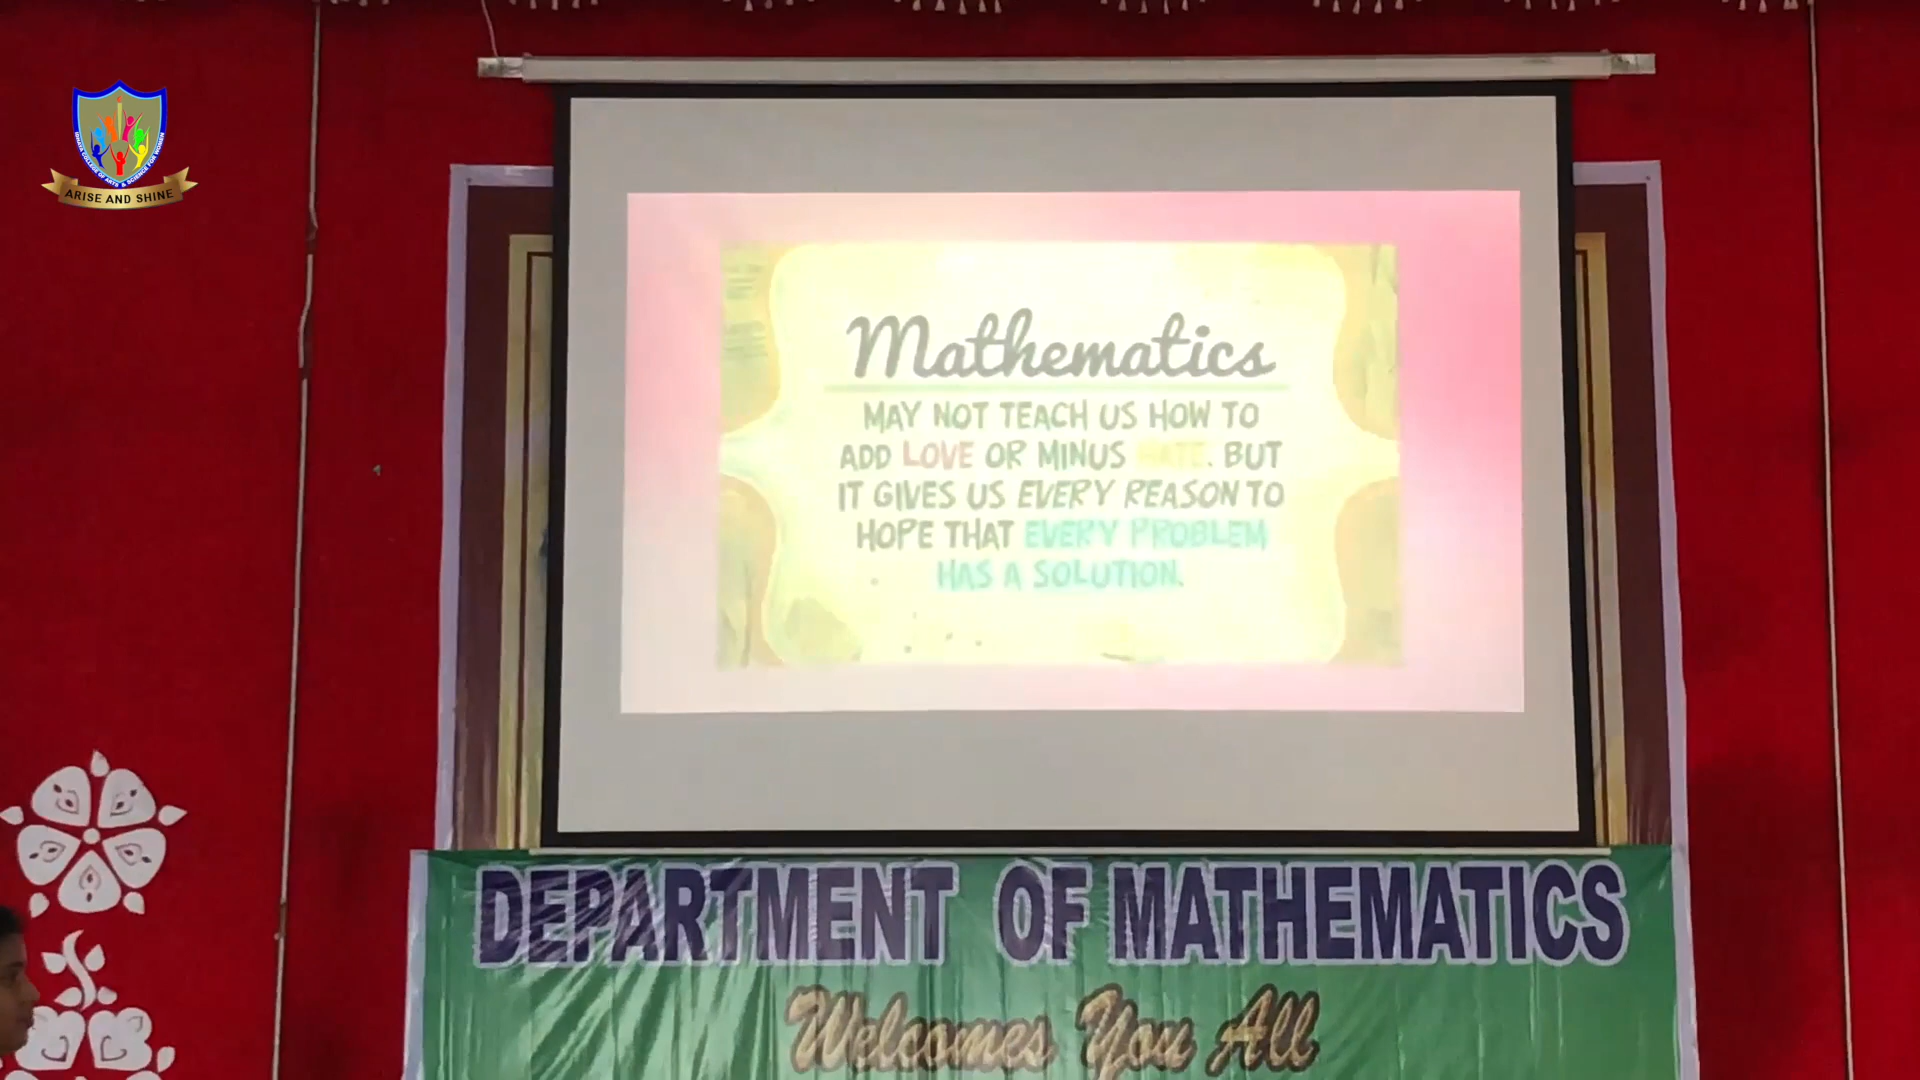 ARISE AND SHINE
Mathematics
MAY NOT TEACH US HOW TO
ADD LOVE OR MINUS HATE. BUT
IT GIVES US EVERY REASON TO
HOPE THAT EVERY PROBLEM
HAS A SOLUTION.
DEPARTMENT OF MATHEMATICS
Welcomes You All